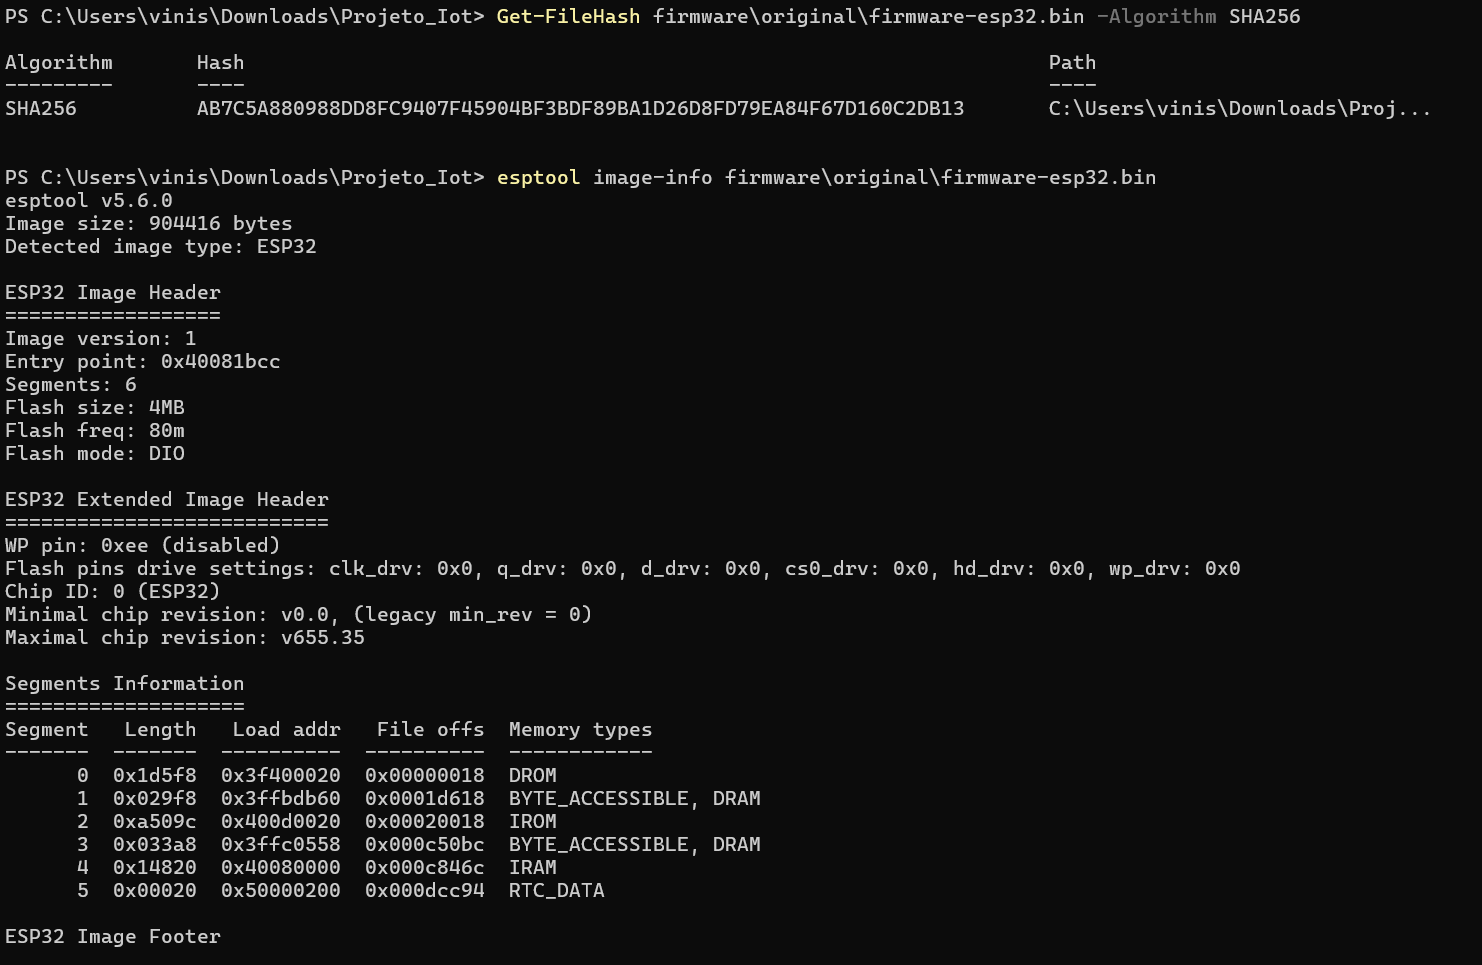 PS C:\Users\vinis\Downloads\Projeto_Iot> Get-FileHash firmware\original\firmware-esp32.bin -Algorithm SHA256
Algorithm       Hash                                                                   Path
---------       ----                                                                   ----
SHA256          AB7C5A880988DD8FC9407F45904BF3BDF89BA1D26D8FD79EA84F67D160C2DB13       C:\Users\vinis\Downloads\Proj...
PS C:\Users\vinis\Downloads\Projeto_Iot> esptool image-info firmware\original\firmware-esp32.bin
esptool v5.6.0
Image size: 904416 bytes
Detected image type: ESP32
ESP32 Image Header
==================
Image version: 1
Entry point: 0x40081bcc
Segments: 6
Flash size: 4MB
Flash freq: 80m
Flash mode: DIO
ESP32 Extended Image Header
===========================
WP pin: 0xee (disabled)
Flash pins drive settings: clk_drv: 0x0, q_drv: 0x0, d_drv: 0x0, cs0_drv: 0x0, hd_drv: 0x0, wp_drv: 0x0
Chip ID: 0 (ESP32)
Minimal chip revision: v0.0, (legacy min_rev = 0)
Maximal chip revision: v655.35
Segments Information
====================
Segment   Length   Load addr   File offs  Memory types
-------  -------  ----------  ----------  ------------
      0  0x1d5f8  0x3f400020  0x00000018  DROM
      1  0x029f8  0x3ffbdb60  0x0001d618  BYTE_ACCESSIBLE, DRAM
      2  0xa509c  0x400d0020  0x00020018  IROM
      3  0x033a8  0x3ffc0558  0x000c50bc  BYTE_ACCESSIBLE, DRAM
      4  0x14820  0x40080000  0x000c846c  IRAM
      5  0x00020  0x50000200  0x000dcc94  RTC_DATA
ESP32 Image Footer